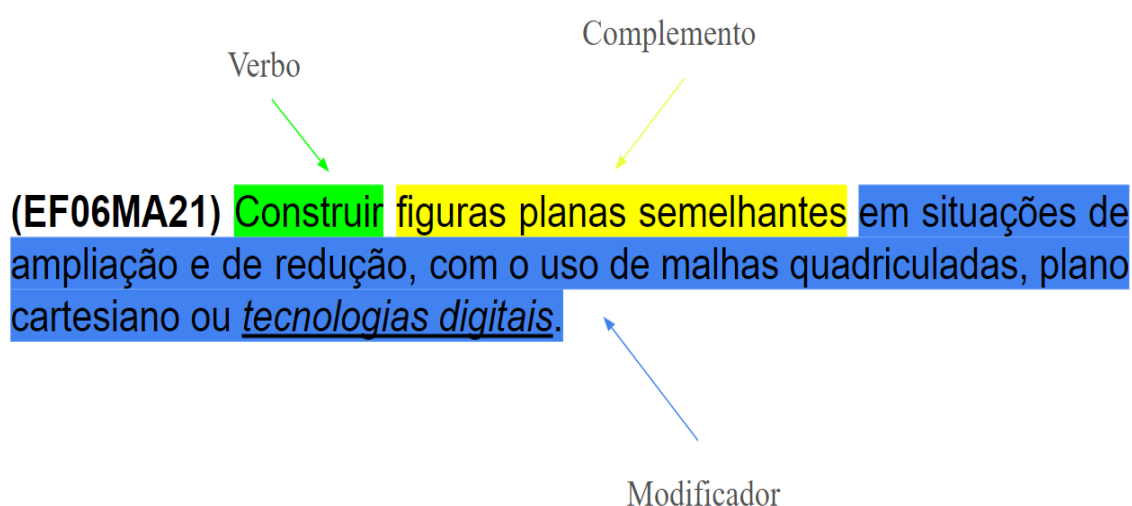 Complemento
Verbo
(EF06MA21) Construir figuras planas semelhantes em situações de
ampliação e de redução, com o uso de malhas quadriculadas, plano
cartesiano ou tecnologias digitais.
Modificador